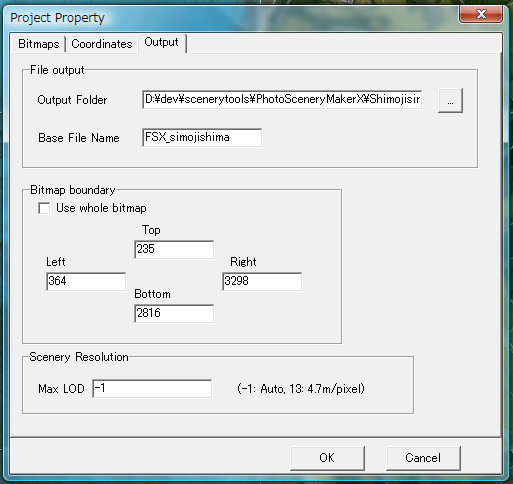 Project Property
Bitmaps Coordinates Output
File output
Output Folder D:¥dev¥scenerytools¥PhotoSceneryMakerX¥Shimojisir ...
Base File Name FSX_simojishima
Bitmap boundary
Use whole bitmap
Top
235
Left Right
364 3298
Bottom
2816
Scenery Resolution
Max LOD -1 (-1: Auto, 13: 4.7m/pixel)
OK Cancel